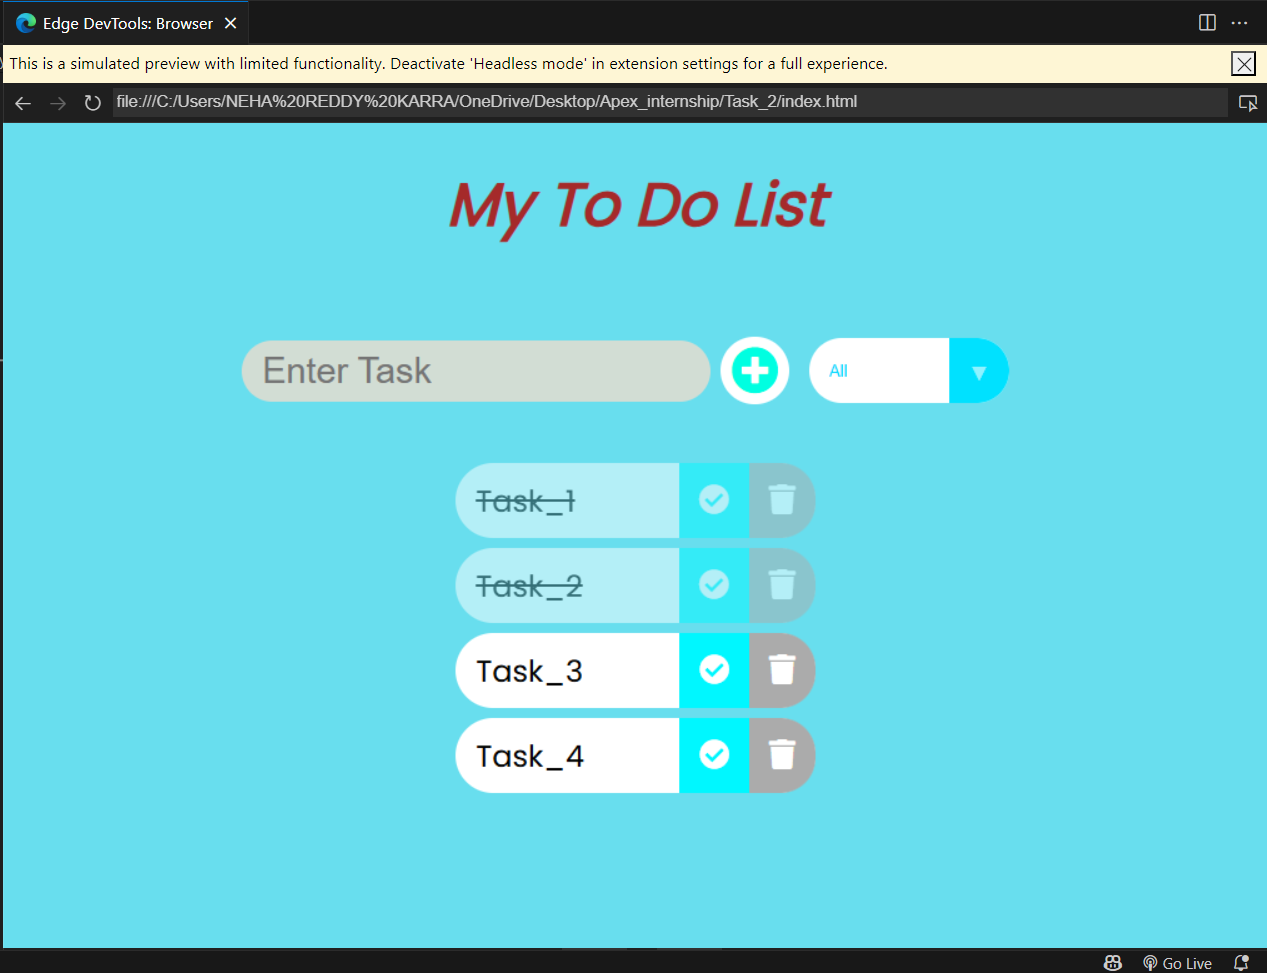 Edge DevTools: Browser
This is a simulated preview with limited functionality. Deactivate 'Headless mode' in extension settings for a full experience.
file:///C:/Users/NEHA%20REDDY%20KARRA/OneDrive/Desktop/Apex_internship/Task_2/index.html
My To Do List
Enter Task
All
Task_1
Task_2
Task_3
Task_4
Go Live